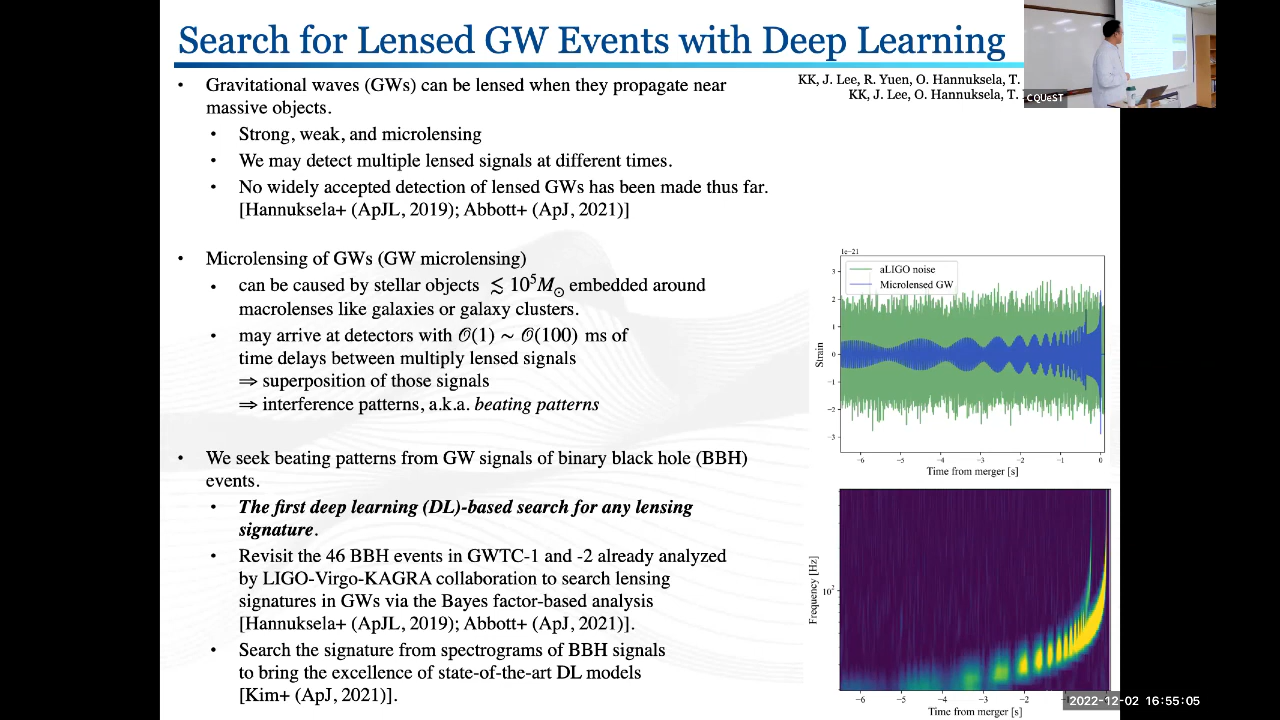 Search for Lensed GW Events with Deep Learning
KK, J. Lee, R. Yuen, O. Hannuksela, T.
KK, J. Lee, O. Hannuksela, T.
CQUeST
• Gravitational waves (GWs) can be lensed when they propagate near
massive objects.
• Strong, weak, and microlensing
• We may detect multiple lensed signals at different times.
• No widely accepted detection of lensed GWs has been made thus far.
[Hannuksela+ (ApJL, 2019); Abbott+ (ApJ, 2021)]
• Microlensing of GWs (GW microlensing)
• can be caused by stellar objects ≲ 10⁵M☉ embedded around
macrolenses like galaxies or galaxy clusters.
• may arrive at detectors with 𝒪(1) ∼ 𝒪(100) ms of
time delays between multiply lensed signals
⇒ superposition of those signals
⇒ interference patterns, a.k.a. beating patterns
• We seek beating patterns from GW signals of binary black hole (BBH)
events.
• The first deep learning (DL)-based search for any lensing
signature.
• Revisit the 46 BBH events in GWTC-1 and -2 already analyzed
by LIGO-Virgo-KAGRA collaboration to search lensing
signatures in GWs via the Bayes factor-based analysis
[Hannuksela+ (ApJL, 2019); Abbott+ (ApJ, 2021)].
• Search the signature from spectrograms of BBH signals
to bring the excellence of state-of-the-art DL models
[Kim+ (ApJ, 2021)].
1e−21
aLIGO noise
Microlensed GW
3
2
1
0
−1
−2
−3
Strain
−6 −5 −4 −3 −2 −1 0
Time from merger [s]
Frequency [Hz]
10²
−6 −5 −4 −3 −2
Time from merger [s]
2022-12-02 16:55:05